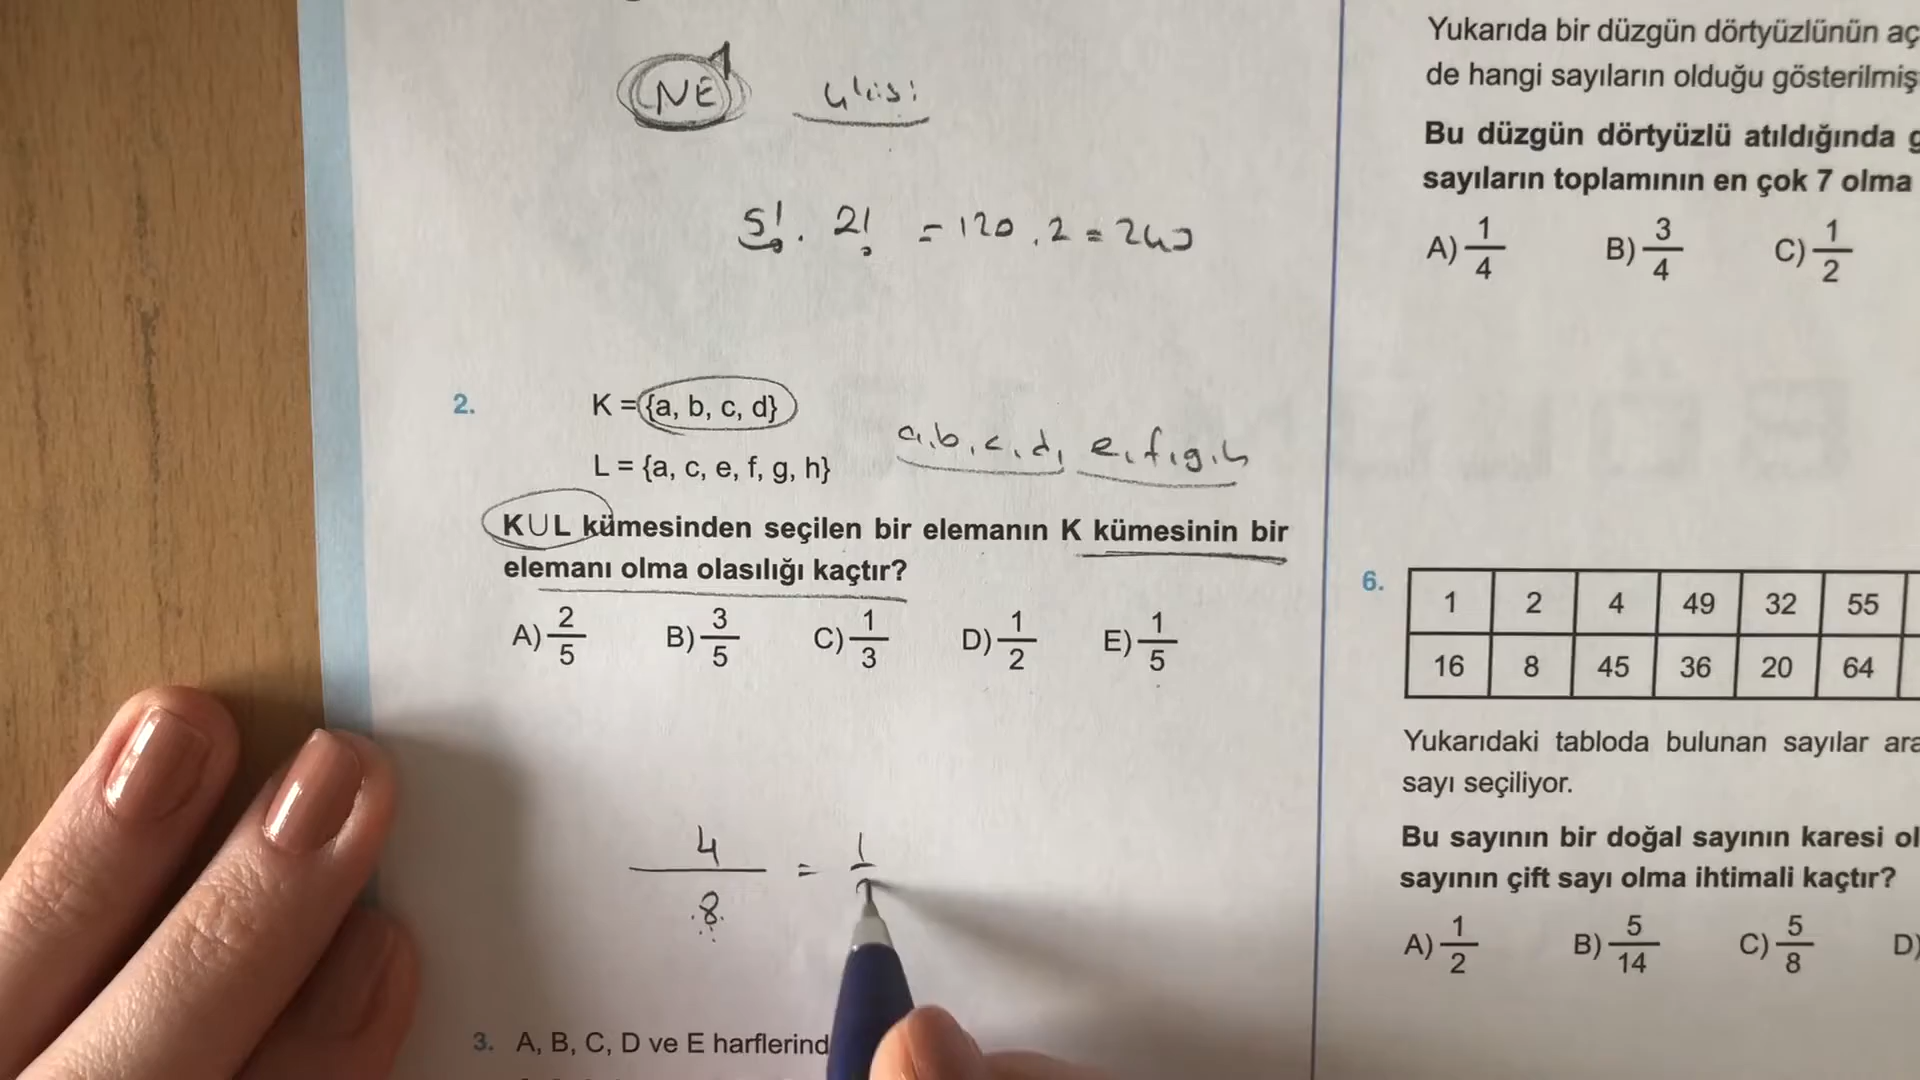 NE
ülkisi
5! . 2! = 120 . 2 = 240
2.
K = {a, b, c, d}
L = {a, c, e, f, g, h}
a, b, c, d, e, f, g, h
KUL kümesinden seçilen bir elemanın K kümesinin bir
elemanı olma olasılığı kaçtır?
A) 2/5 B) 3/5 C) 1/3 D) 1/2 E) 1/5
4/8 = 1/
3. A, B, C, D ve E harflerind
Yukarıda bir düzgün dörtyüzlünün aç
de hangi sayıların olduğu gösterilmiş
Bu düzgün dörtyüzlü atıldığında g
sayıların toplamının en çok 7 olma
A) 1/4 B) 3/4 C) 1/2
6.
1 2 4 49 32 55
16 8 45 36 20 64
Yukarıdaki tabloda bulunan sayılar ara
sayı seçiliyor.
Bu sayının bir doğal sayının karesi ol
sayının çift sayı olma ihtimali kaçtır?
A) 1/2 B) 5/14 C) 5/8 D)